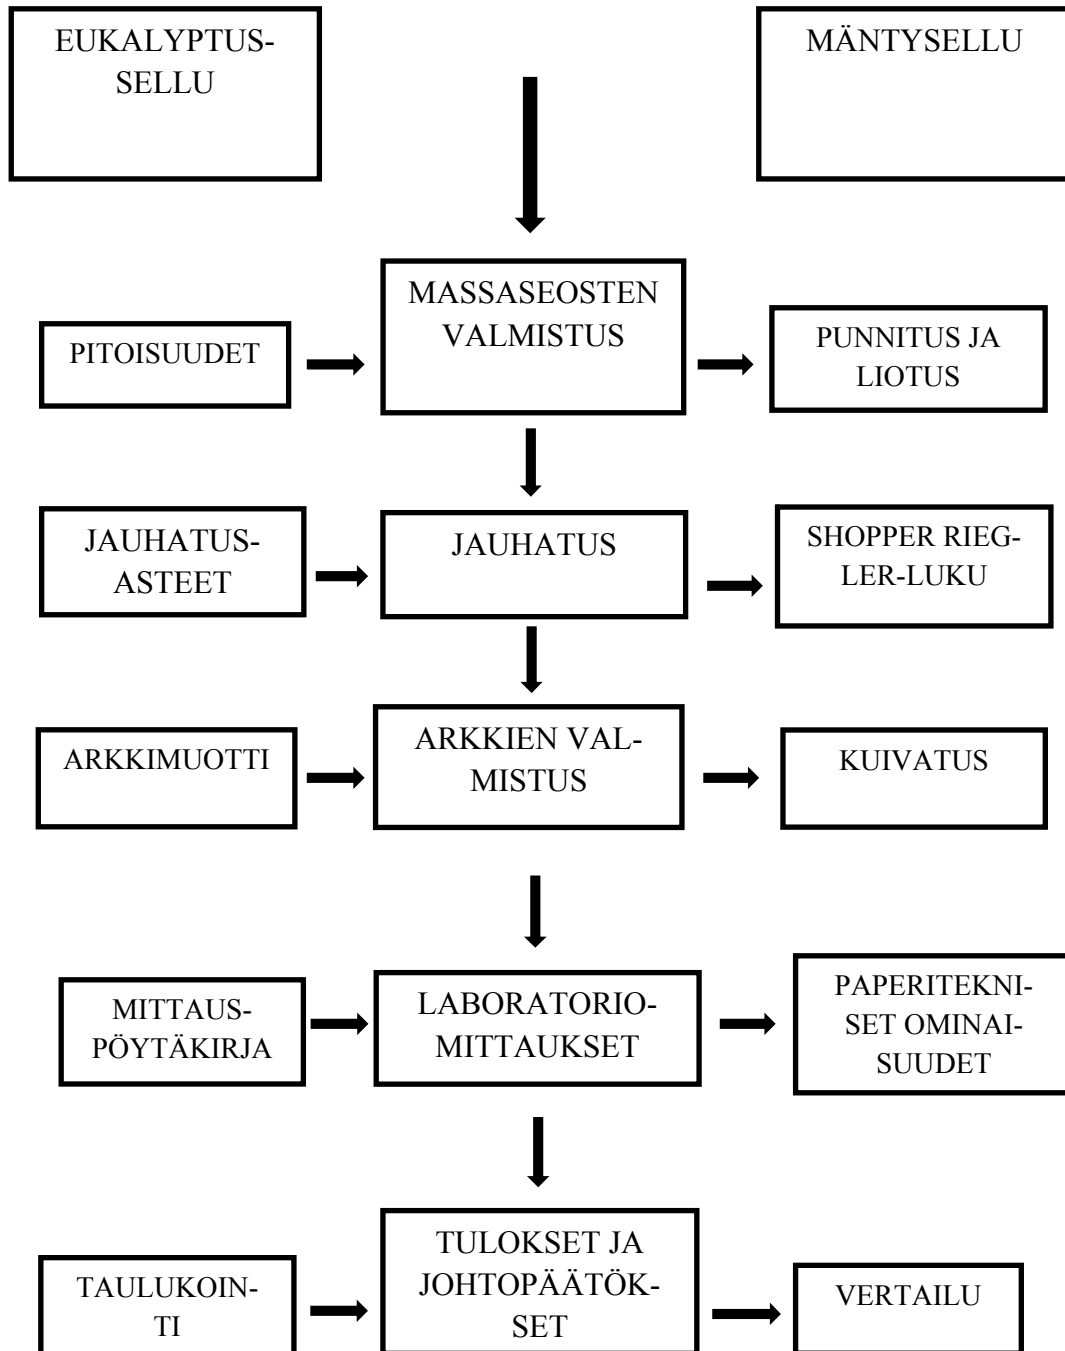 EUKALYPTUS-
SELLU
MÄNTYSELLU
MASSASEOSTEN
VALMISTUS
PITOISUUDET
PUNNITUS JA
LIOTUS
JAUHATUS-
ASTEET
JAUHATUS
SHOPPER RIEG-
LER-LUKU
ARKKIMUOTTI
ARKKIEN VAL-
MISTUS
KUIVATUS
MITTAUS-
PÖYTÄKIRJA
LABORATORIO-
MITTAUKSET
PAPERITEKNI-
SET OMINAI-
SUUDET
TAULUKOIN-
TI
TULOKSET JA
JOHTOPÄÄTÖK-
SET
VERTAILU